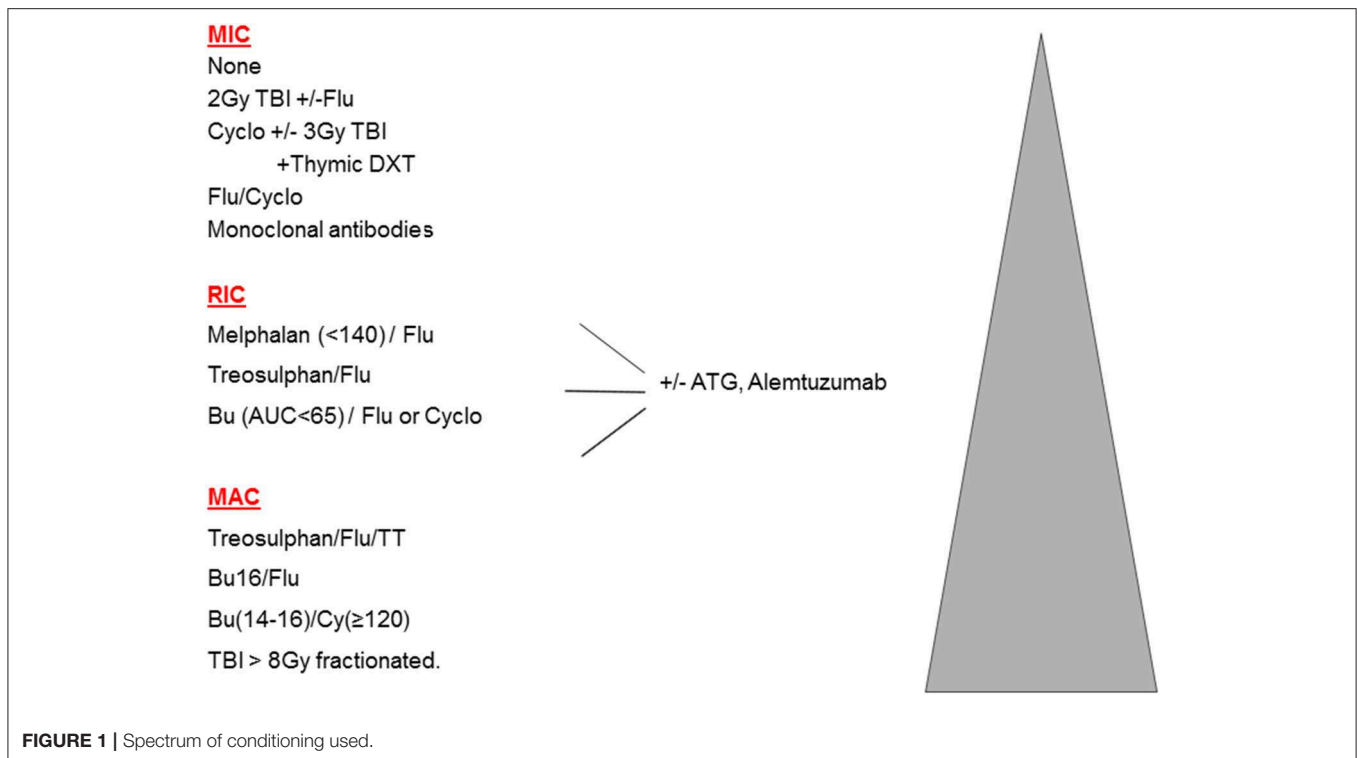 MIC
None
2Gy TBI +/-Flu
Cyclo +/- 3Gy TBI
+Thymic DXT
Flu/Cyclo
Monoclonal antibodies
RIC
Melphalan (<140) / Flu
Treosulphan/Flu
Bu (AUC<65) / Flu or Cyclo
+/- ATG, Alemtuzumab
MAC
Treosulphan/Flu/TT
Bu16/Flu
Bu(14-16)/Cy(≥120)
TBI > 8Gy fractionated.
FIGURE 1 | Spectrum of conditioning used.